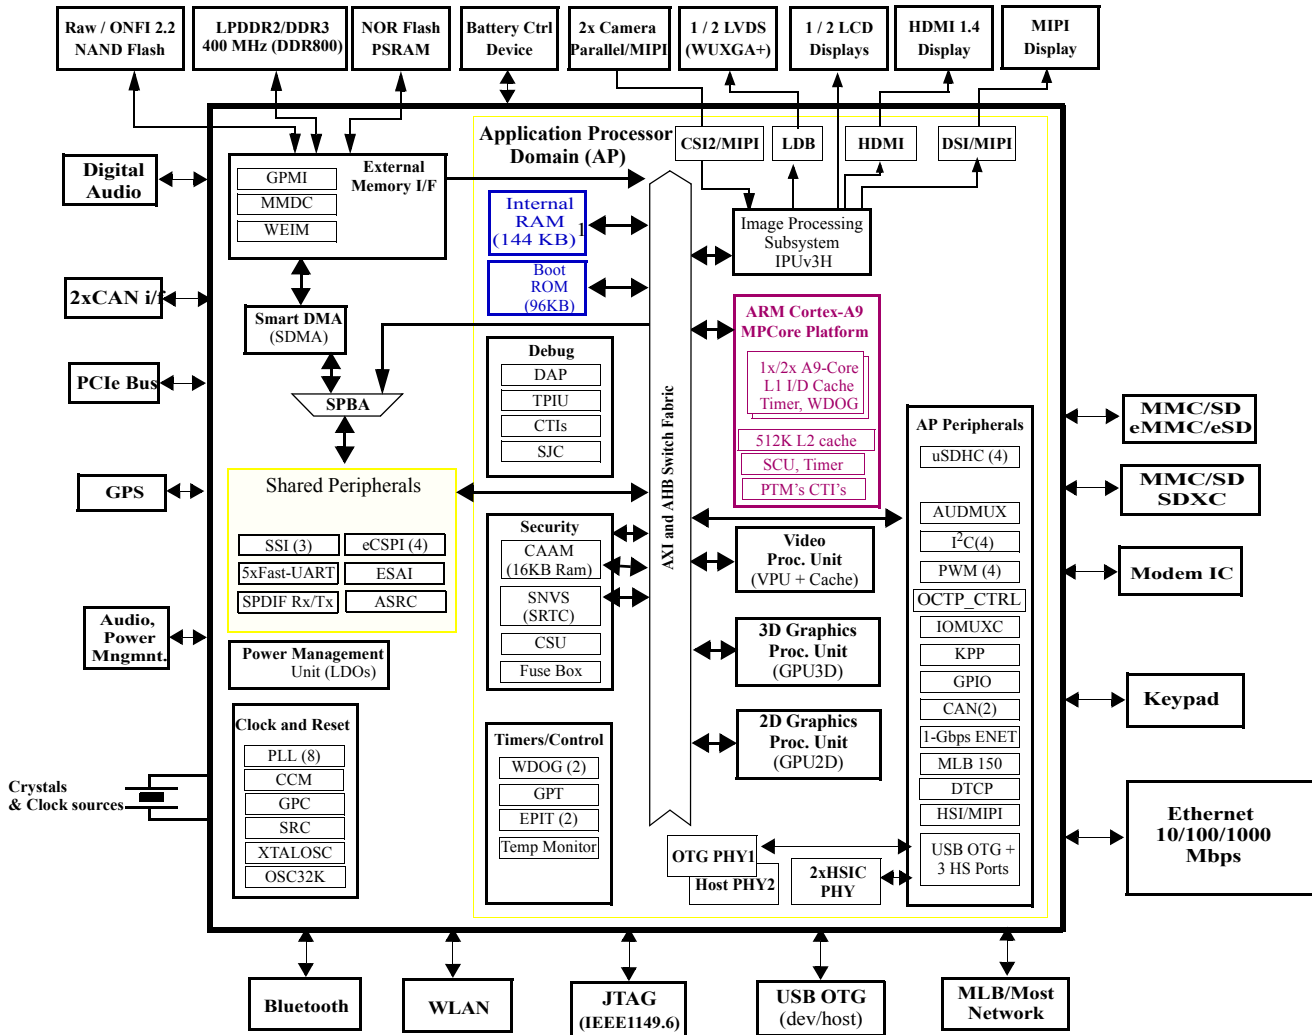 Raw / ONFI 2.2
NAND Flash
LPDDR2/DDR3
400 MHz (DDR800)
NOR Flash
PSRAM
Battery Ctrl
Device
2x Camera
Parallel/MIPI
1 / 2 LVDS
(WUXGA+)
1 / 2 LCD
Displays
HDMI 1.4
Display
MIPI
Display
Digital
Audio
2xCAN i/f
PCIe Bus
GPS
Audio,
Power
Mngmnt.
Crystals
& Clock sources
External
Memory I/F
GPMI
MMDC
WEIM
Smart DMA
(SDMA)
SPBA
Shared Peripherals
SSI (3)
eCSPI (4)
5xFast-UART
ESAI
SPDIF Rx/Tx
ASRC
Power Management
Unit (LDOs)
Clock and Reset
PLL (8)
CCM
GPC
SRC
XTALOSC
OSC32K
Application Processor
Domain (AP)
Internal
RAM
(144 KB)
1
Boot
ROM
(96KB)
Debug
DAP
TPIU
CTIs
SJC
Security
CAAM
(16KB Ram)
SNVS
(SRTC)
CSU
Fuse Box
Timers/Control
WDOG (2)
GPT
EPIT (2)
Temp Monitor
AXI and AHB Switch Fabric
CSI2/MIPI
LDB
HDMI
DSI/MIPI
Image Processing
Subsystem
IPUv3H
ARM Cortex-A9
MPCore Platform
1x/2x A9-Core
L1 I/D Cache
Timer, WDOG
512K L2 cache
SCU, Timer
PTM's CTI's
Video
Proc. Unit
(VPU + Cache)
3D Graphics
Proc. Unit
(GPU3D)
2D Graphics
Proc. Unit
(GPU2D)
OTG PHY1
Host PHY2
2xHSIC
PHY
AP Peripherals
uSDHC (4)
AUDMUX
I2C(4)
PWM (4)
OCTP_CTRL
IOMUXC
KPP
GPIO
CAN(2)
1-Gbps ENET
MLB 150
DTCP
HSI/MIPI
USB OTG +
3 HS Ports
MMC/SD
eMMC/eSD
MMC/SD
SDXC
Modem IC
Keypad
Ethernet
10/100/1000
Mbps
Bluetooth
WLAN
JTAG
(IEEE1149.6)
USB OTG
(dev/host)
MLB/Most
Network